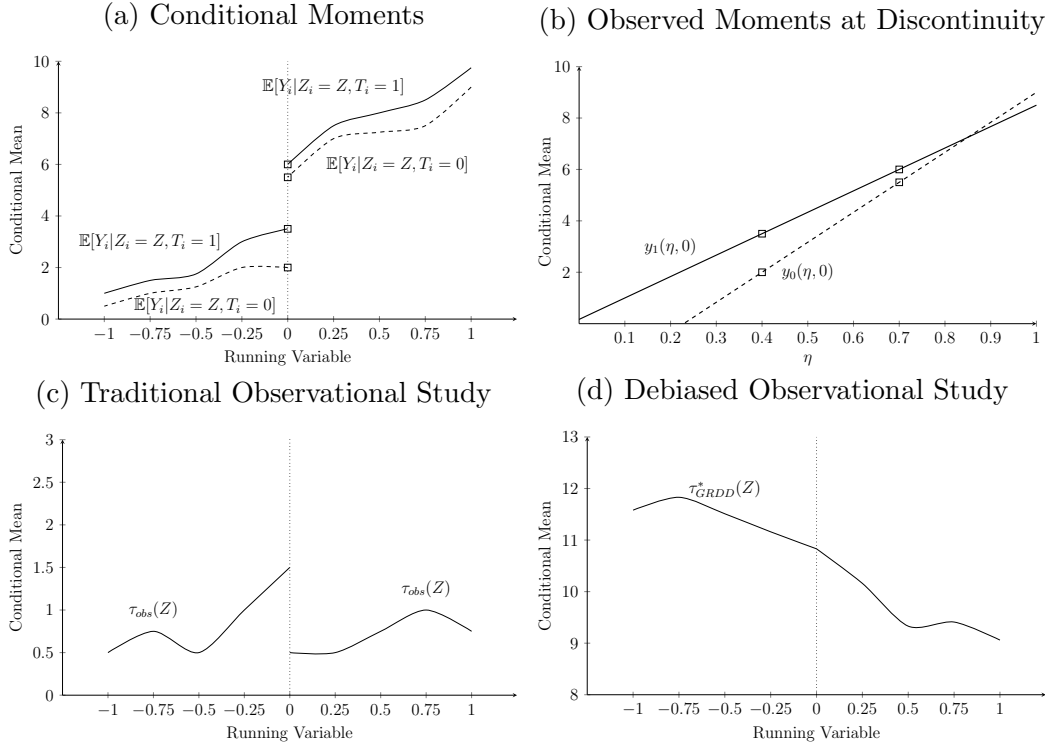 (a) Conditional Moments
10
8
6
4
2
0
Conditional Mean
𝔼[Y_i|Z_i = Z, T_i = 1]
𝔼[Y_i|Z_i = Z, T_i = 0]
𝔼[Y_i|Z_i = Z, T_i = 1]
𝔼[Y_i|Z_i = Z, T_i = 0]
−1 −0.75 −0.5 −0.25 0 0.25 0.5 0.75 1
Running Variable
(b) Observed Moments at Discontinuity
10
8
6
4
2
Conditional Mean
y_1(η, 0)
y_0(η, 0)
0.1 0.2 0.3 0.4 0.5 0.6 0.7 0.8 0.9 1
η
(c) Traditional Observational Study
3
2.5
2
1.5
1
0.5
0
Conditional Mean
τ_{obs}(Z)
τ_{obs}(Z)
−1 −0.75 −0.5 −0.25 0 0.25 0.5 0.75 1
Running Variable
(d) Debiased Observational Study
13
12
11
10
9
8
Conditional Mean
τ*_{GRDD}(Z)
−1 −0.75 −0.5 −0.25 0 0.25 0.5 0.75 1
Running Variable